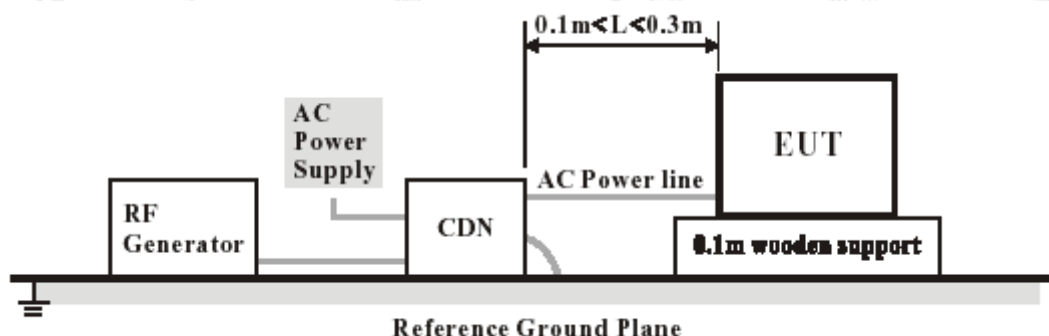 0.1m<L<0.3m
AC
Power
Supply
EUT
AC Power line
RF
Generator
CDN
0.1m wooden support
Reference Ground Plane